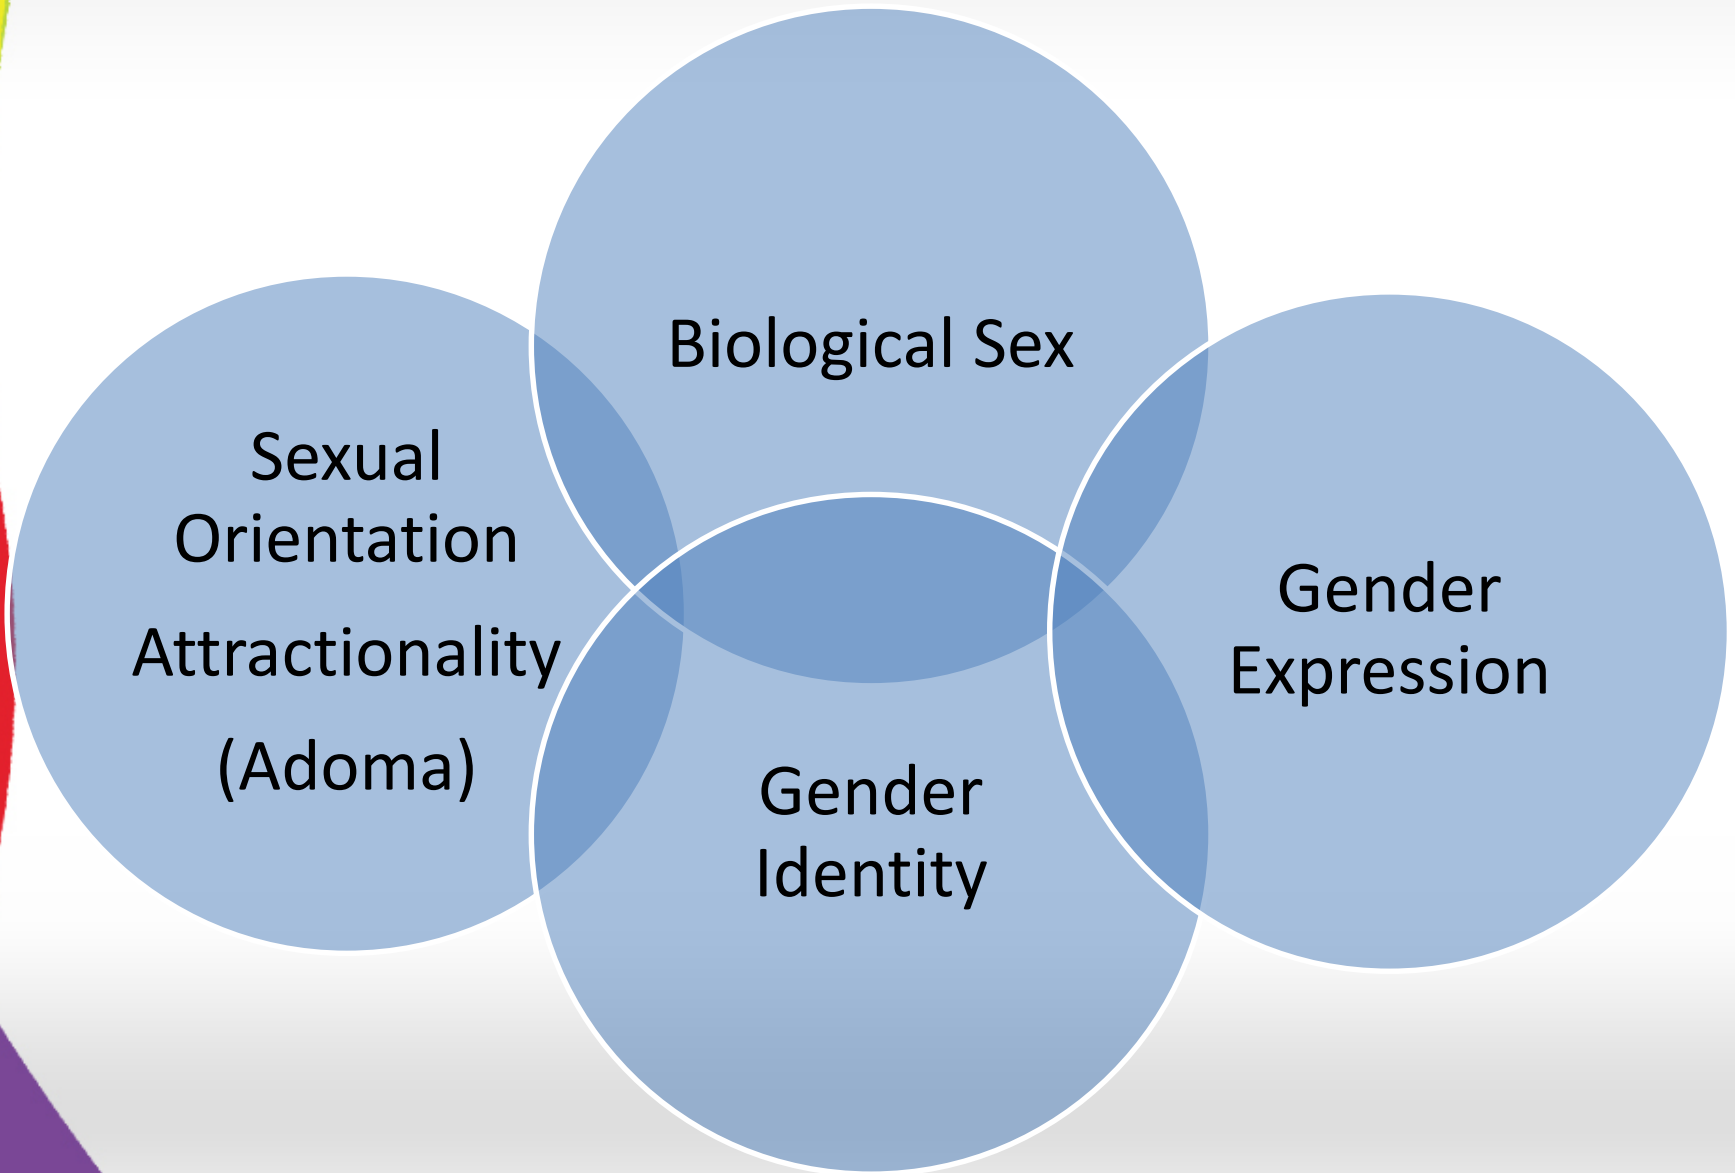 Biological Sex
Sexual
Orientation
Attractionality
(Adoma)
Gender
Expression
Gender
Identity